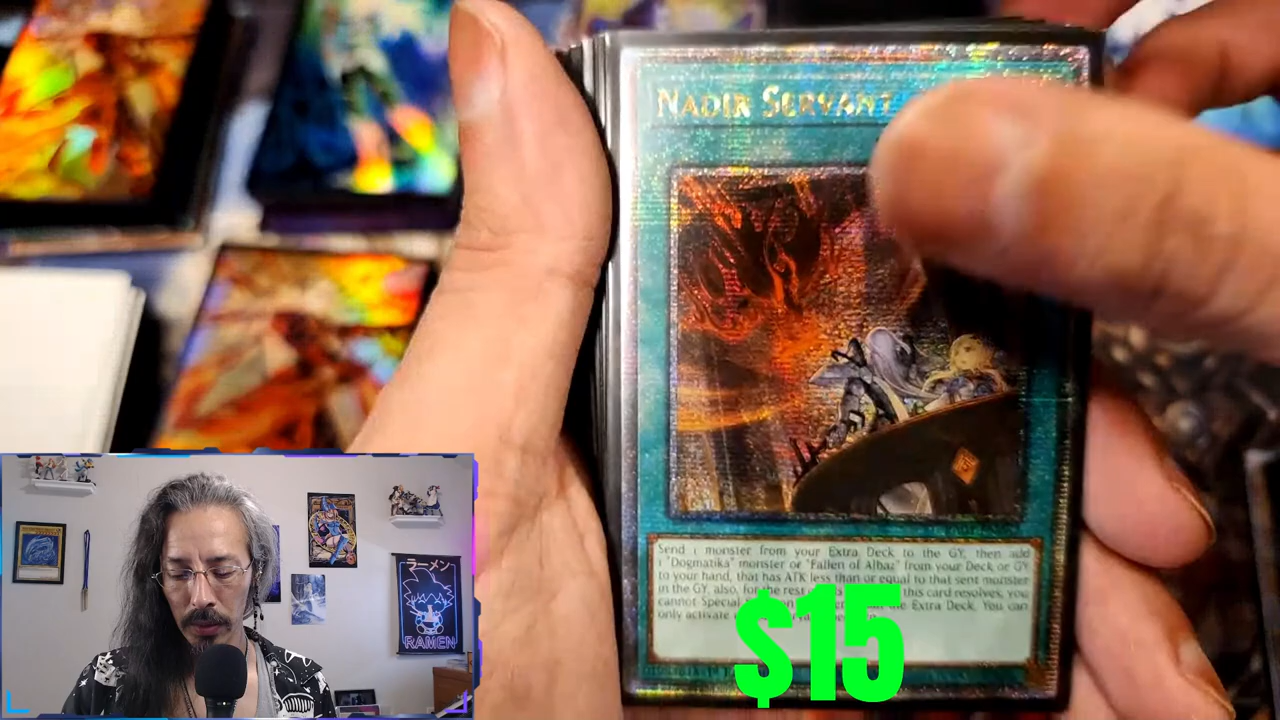 NADIR SERVANT
Send 1 monster from your Extra Deck to the GY, then add
1 "Dogmatika" monster or "Fallen of Albaz" from your Deck or GY
to your hand, that has ATK less than or equal to that sent monster
in the GY, also, for the rest this card resolves, you
cannot Special the Extra Deck. You can
only activate
$15
ラーメン
RAMEN